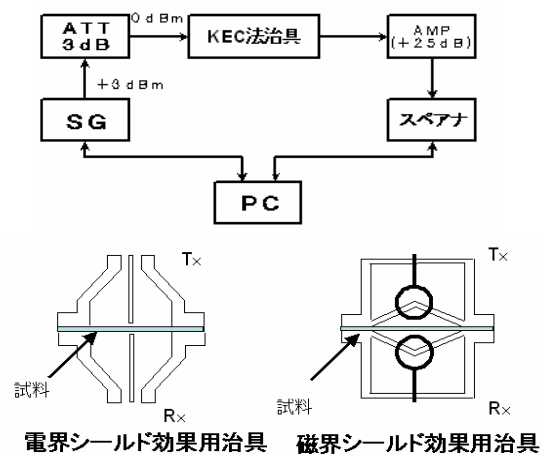 ATT
3dB
0dBm
KEC法治具
AMP
(+25dB)
+3dBm
SG
スペアナ
PC
Tx
試料
Rx
電界シールド効果用治具
Tx
試料
Rx
磁界シールド効果用治具